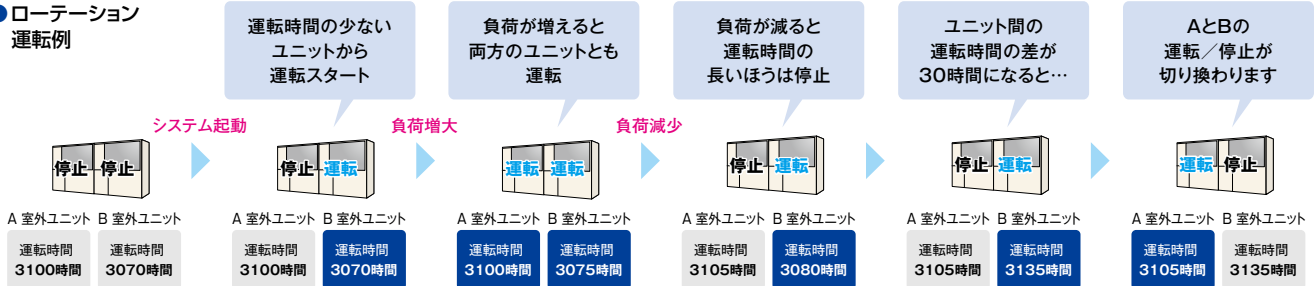 ●ローテーション
運転例
運転時間の少ない
ユニットから
運転スタート
負荷が増えると
両方のユニットとも
運転
負荷が減ると
運転時間の
長いほうは停止
ユニット間の
運転時間の差が
30時間になると…
AとBの
運転／停止が
切り換わります
システム起動
負荷増大
負荷減少
停止 停止
停止 運転
運転 運転
停止 運転
停止 運転
運転 停止
A 室外ユニット B 室外ユニット
運転時間 運転時間
3100時間 3070時間
A 室外ユニット B 室外ユニット
運転時間 運転時間
3100時間 3070時間
A 室外ユニット B 室外ユニット
運転時間 運転時間
3100時間 3075時間
A 室外ユニット B 室外ユニット
運転時間 運転時間
3105時間 3080時間
A 室外ユニット B 室外ユニット
運転時間 運転時間
3105時間 3135時間
A 室外ユニット B 室外ユニット
運転時間 運転時間
3105時間 3135時間